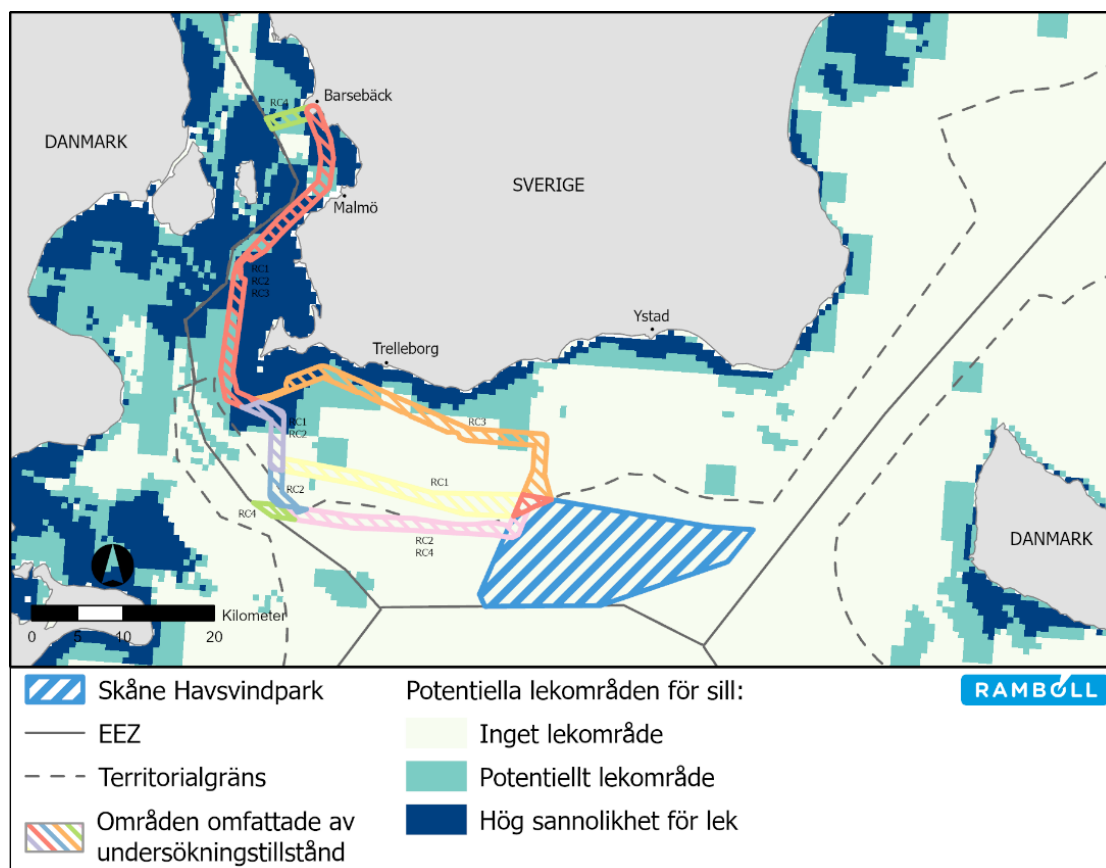 Barsebäck
RC4
DANMARK
SVERIGE
Malmö
RC1
RC2
RC3
Ystad
Trelleborg
RC1
RC2
RC3
RC1
RC2
RC4
RC2
RC4
DANMARK
Kilometer
0 5 10 20
Skåne Havsvindpark
EEZ
Territorialgräns
Områden omfattade av
undersökningstillstånd
Potentiella lekområden för sill:
Inget lekområde
Potentiellt lekområde
Hög sannolikhet för lek
RAMBOLL